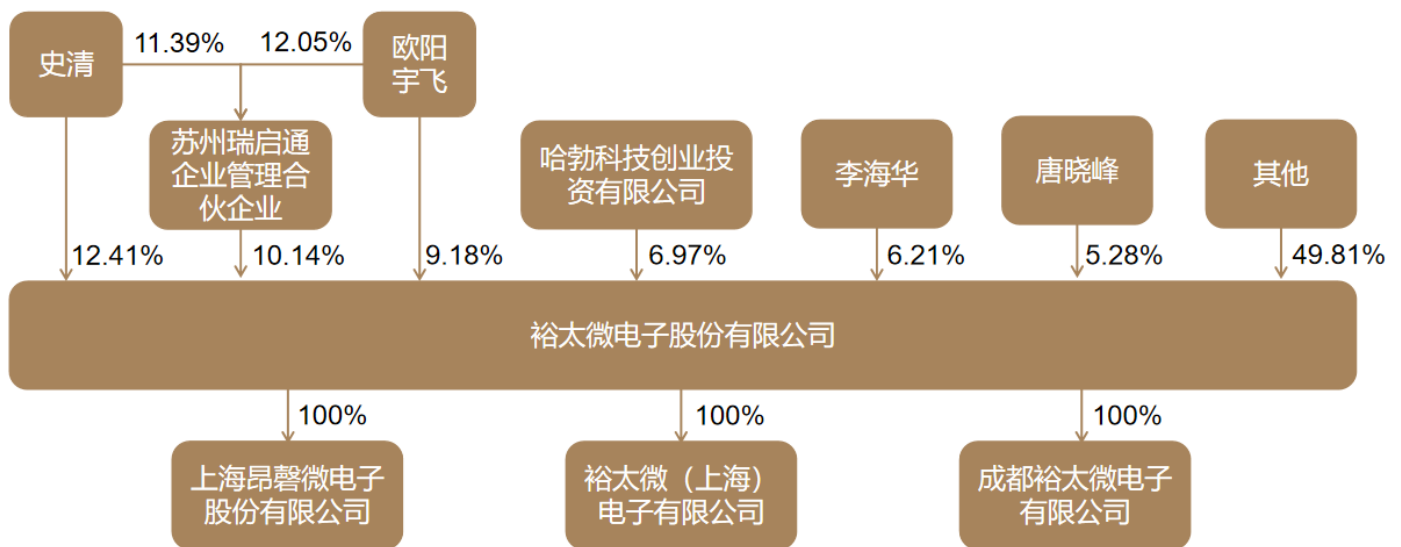 史清
11.39%
12.05%
欧阳
宇飞
苏州瑞启通
企业管理合
伙企业
哈勃科技创业投
资有限公司
李海华
唐晓峰
其他
12.41%
10.14%
9.18%
6.97%
6.21%
5.28%
49.81%
裕太微电子股份有限公司
100%
100%
100%
上海昂磬微电子
股份有限公司
裕太微（上海）
电子有限公司
成都裕太微电子
有限公司